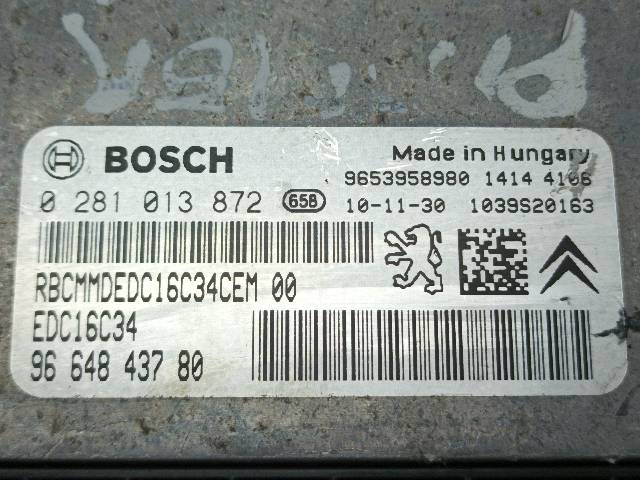 BOSCH
Made in Hungary
9653958980 1414 4106
0 281 013 872 658 10-11-30 1039S20163
RBCMMDEDC16C34CEM 00
EDC16C34
96 648 437 80